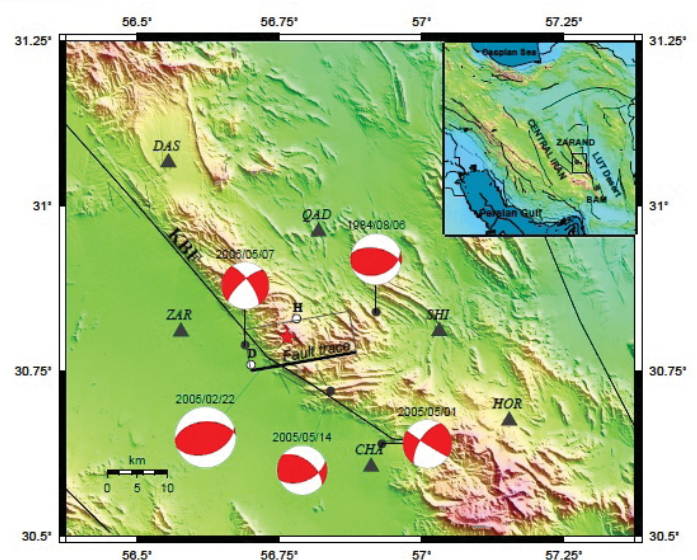 56.5°
56.75°
57°
57.25°
31.25°
31.25°
Caspian Sea
CENTRAL IRAN
ZARAND
LUT Desert
BAM
Persian Gulf
DAS
31°
31°
QAD
1984/08/06
KBF
2006/05/07
H
ZAR
SHI
Fault trace
D
30.75°
30.75°
2005/02/22
2005/05/01
HOR
2005/05/14
CHA
km
0 5 10
30.5°
30.5°
56.5°
56.75°
57°
57.25°